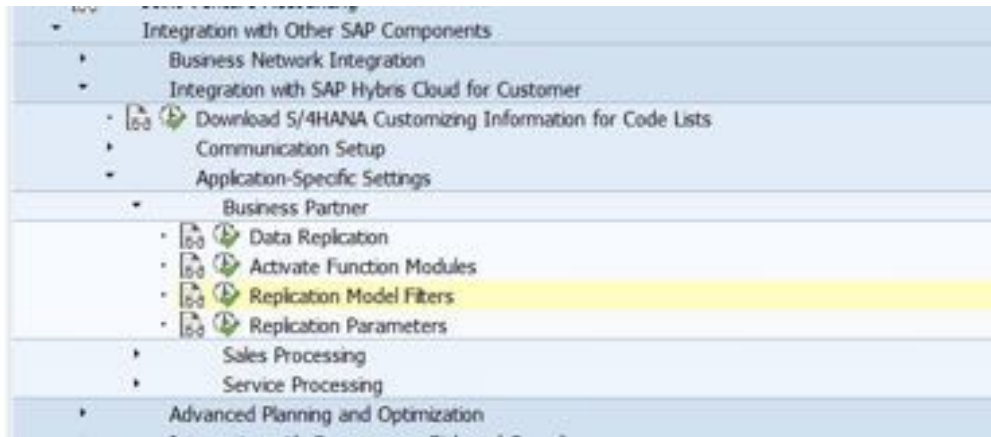 Integration with Other SAP Components
Business Network Integration
Integration with SAP Hybris Cloud for Customer
Download S/4HANA Customizing Information for Code Lists
Communication Setup
Application-Specific Settings
Business Partner
Data Replication
Activate Function Modules
Replication Model Filters
Replication Parameters
Sales Processing
Service Processing
Advanced Planning and Optimization